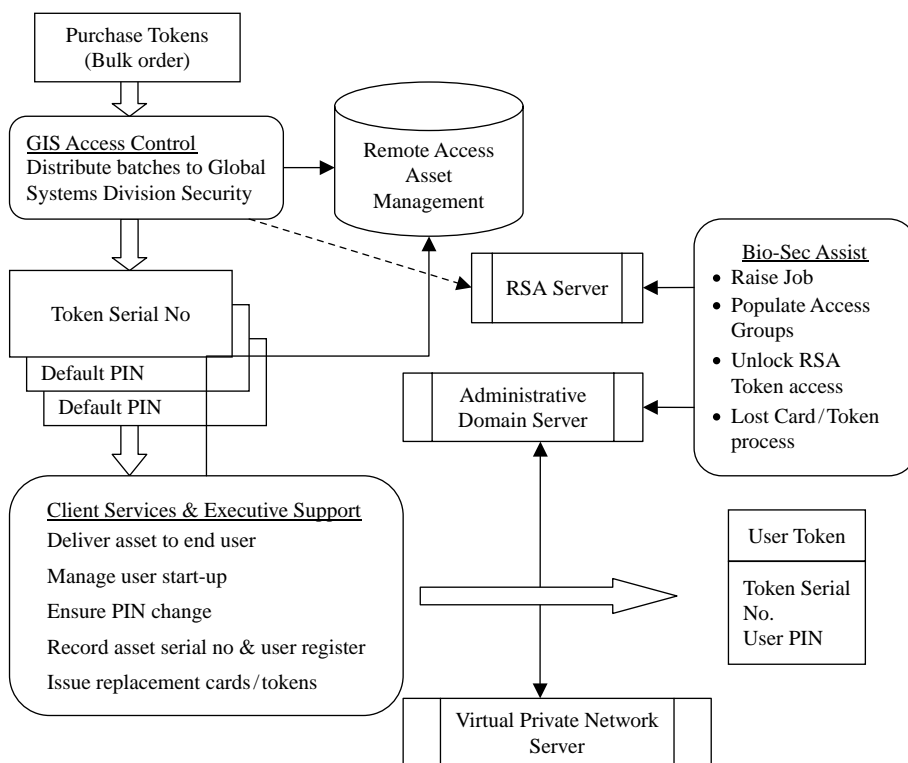 Purchase Tokens
(Bulk order)
GIS Access Control
Distribute batches to Global
Systems Division Security
Remote Access
Asset
Management
Token Serial No
Default PIN
Default PIN
RSA Server
Administrative
Domain Server
Bio-Sec Assist
• Raise Job
• Populate Access
Groups
• Unlock RSA
Token access
• Lost Card/Token
process
Client Services & Executive Support
Deliver asset to end user
Manage user start-up
Ensure PIN change
Record asset serial no & user register
Issue replacement cards/tokens
User Token
Token Serial
No.
User PIN
Virtual Private Network
Server